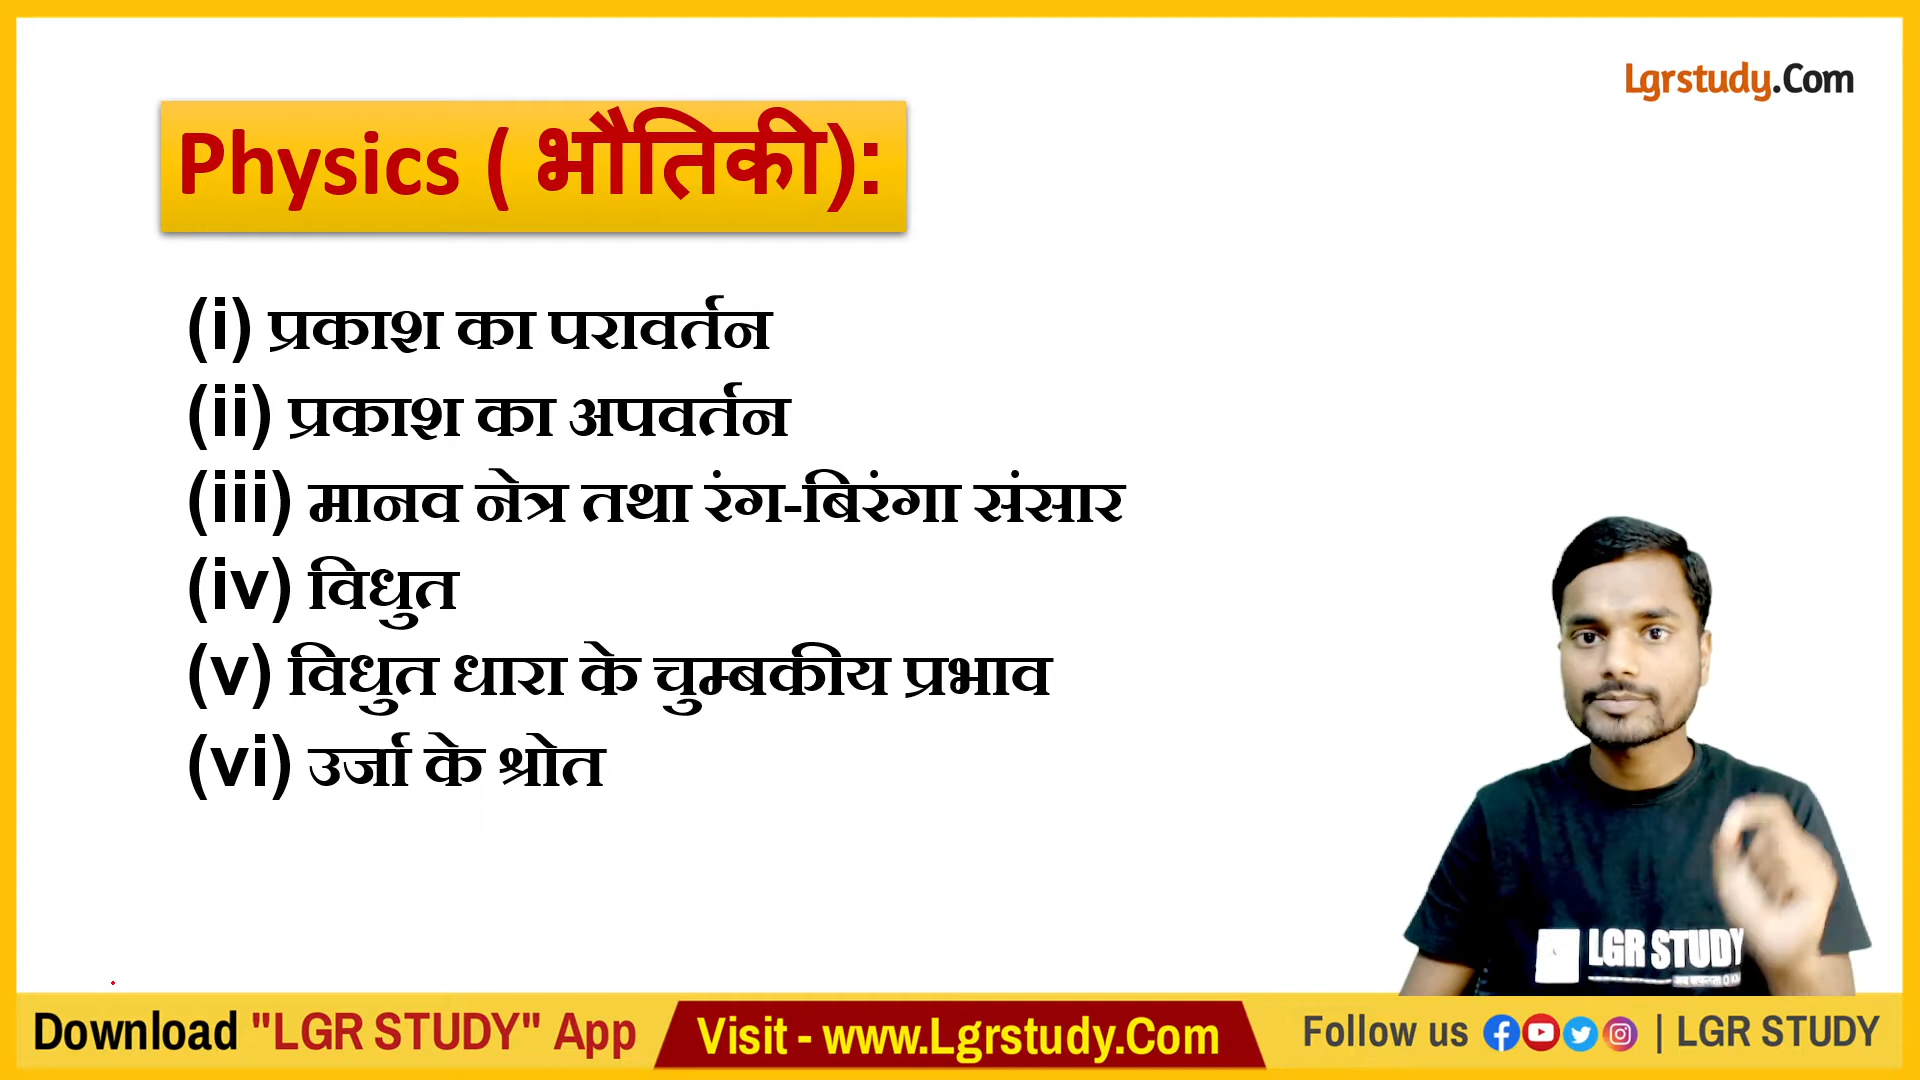 Lgrstudy.Com
Physics ( भौतिकी):
(i) प्रकाश का परावर्तन
(ii) प्रकाश का अपवर्तन
(iii) मानव नेत्र तथा रंग-बिरंगा संसार
(iv) विधुत
(v) विधुत धारा के चुम्बकीय प्रभाव
(vi) उर्जा के श्रोत
LGR STUDY
Download "LGR STUDY" App
Visit - www.Lgrstudy.Com
Follow us | LGR STUDY